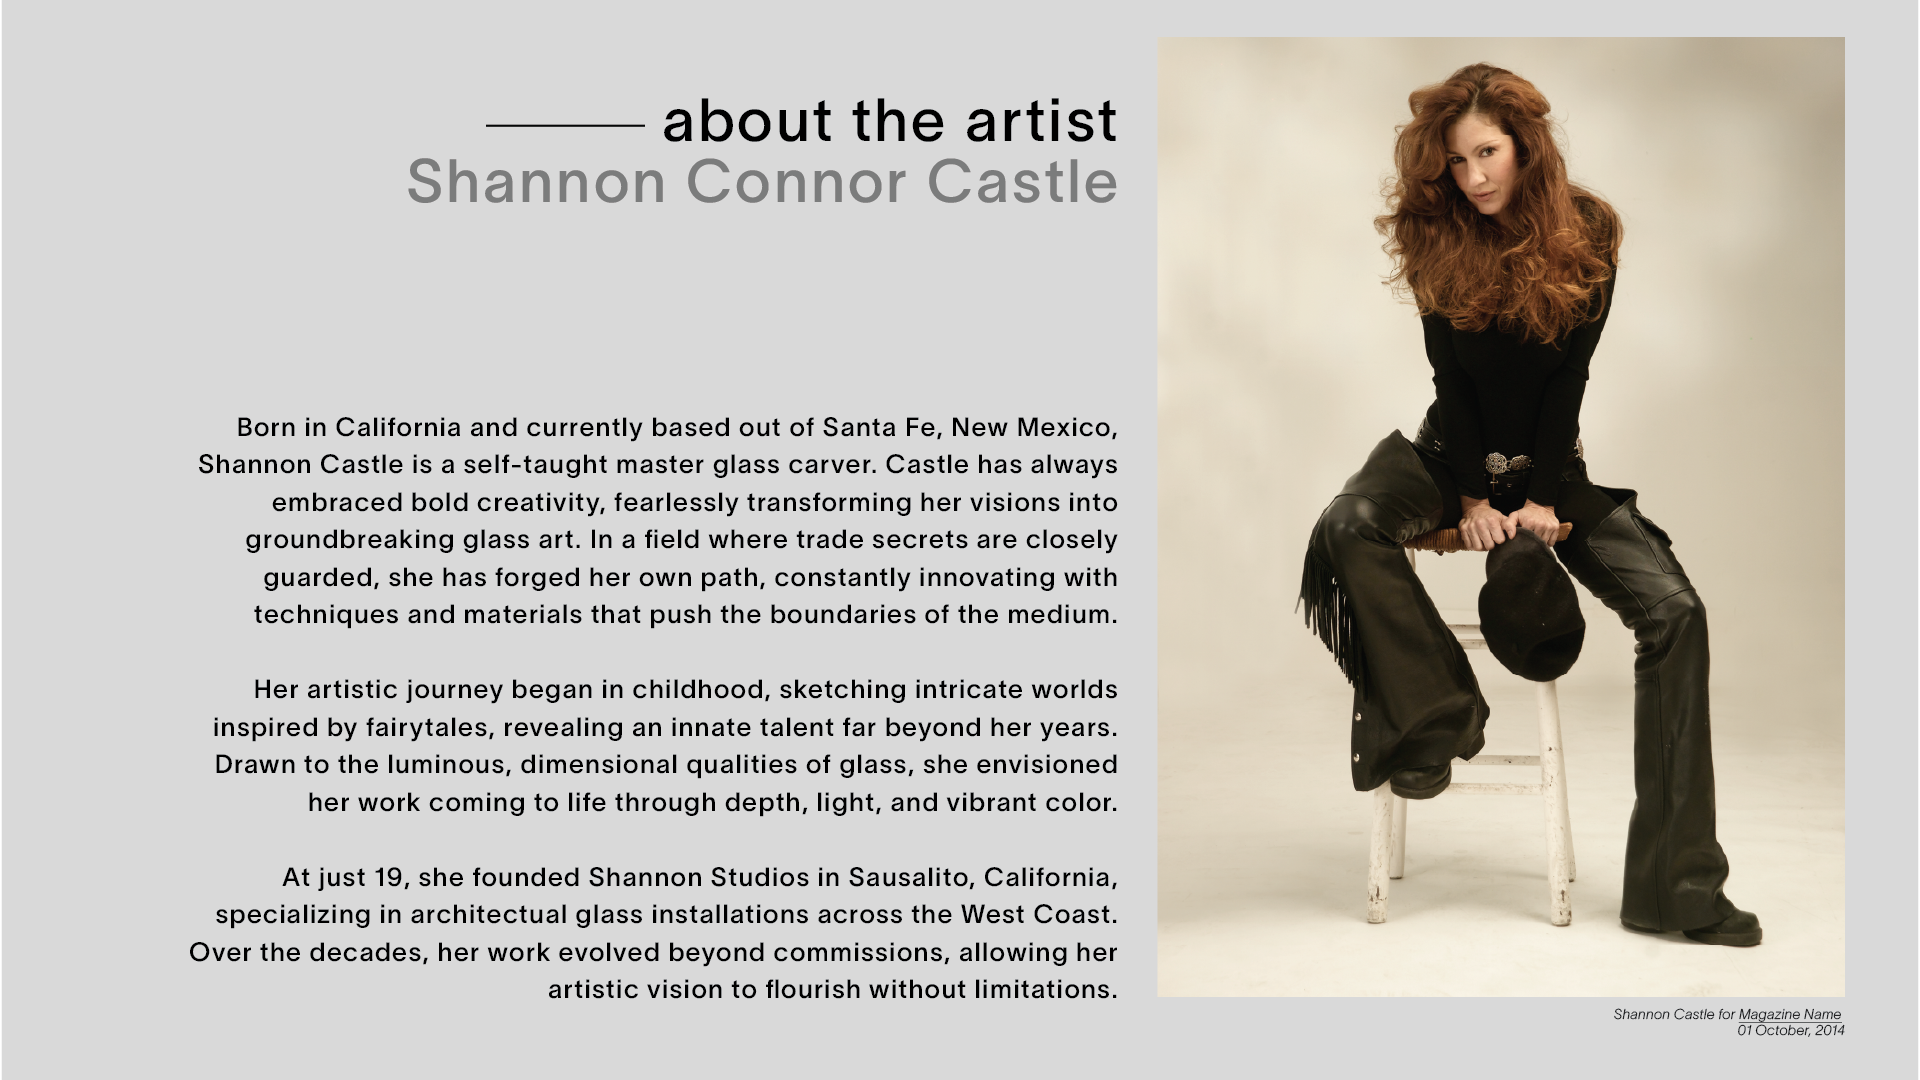 about the artist
Shannon Connor Castle
Born in California and currently based out of Santa Fe, New Mexico,
Shannon Castle is a self-taught master glass carver. Castle has always
embraced bold creativity, fearlessly transforming her visions into
groundbreaking glass art. In a field where trade secrets are closely
guarded, she has forged her own path, constantly innovating with
techniques and materials that push the boundaries of the medium.
Her artistic journey began in childhood, sketching intricate worlds
inspired by fairytales, revealing an innate talent far beyond her years.
Drawn to the luminous, dimensional qualities of glass, she envisioned
her work coming to life through depth, light, and vibrant color.
At just 19, she founded Shannon Studios in Sausalito, California,
specializing in architectual glass installations across the West Coast.
Over the decades, her work evolved beyond commissions, allowing her
artistic vision to flourish without limitations.
Shannon Castle for Magazine Name
01 October, 2014